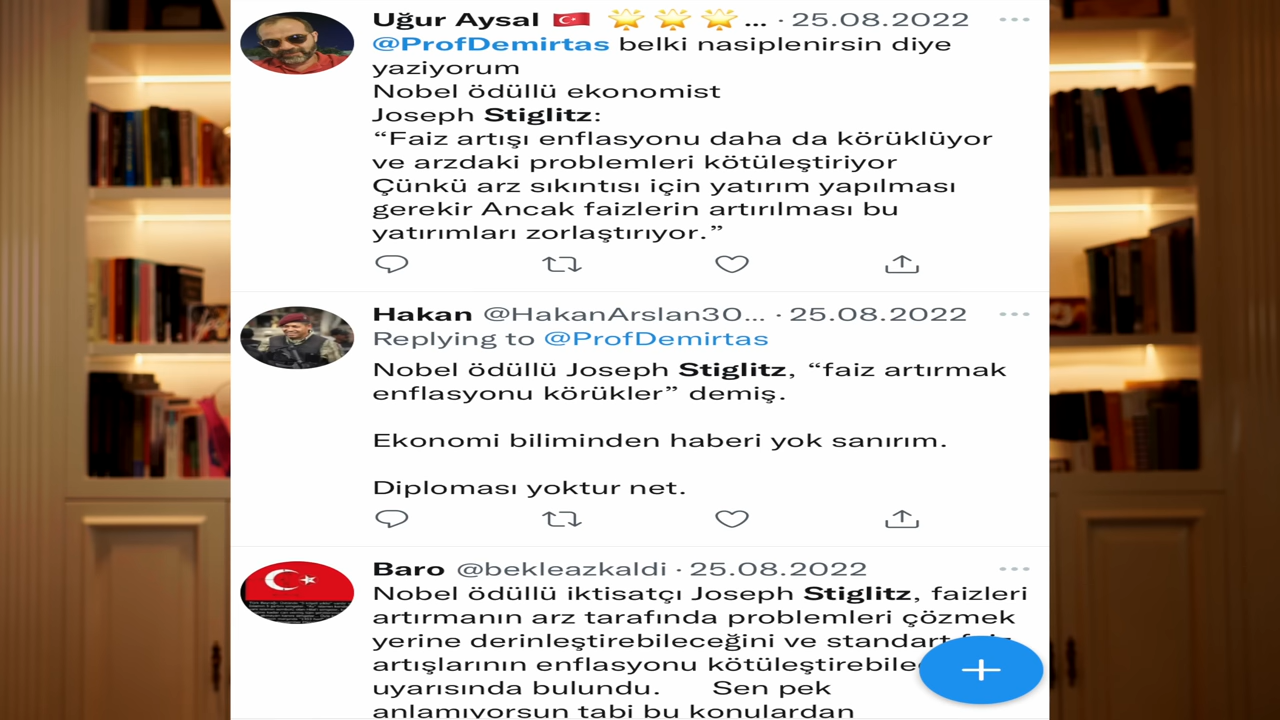 Uğur Aysal 🇹🇷 🌟 🌟 🌟... · 25.08.2022
@ProfDemirtas belki nasiplenirsin diye
yaziyorum
Nobel ödüllü ekonomist
Joseph Stiglitz:
“Faiz artışı enflasyonu daha da körüklüyor
ve arzdaki problemleri kötüleştiriyor
Çünkü arz sıkıntısı için yatırım yapılması
gerekir Ancak faizlerin artırılması bu
yatırımları zorlaştırıyor.”
Hakan @HakanArslan30... · 25.08.2022
Replying to @ProfDemirtas
Nobel ödüllü Joseph Stiglitz, “faiz artırmak
enflasyonu körükler” demiş.
Ekonomi biliminden haberi yok sanırım.
Diploması yoktur net.
Baro @bekleazkaldi · 25.08.2022
Nobel ödüllü iktisatçı Joseph Stiglitz, faizleri
artırmanın arz tarafında problemleri çözmek
yerine derinleştirebileceğini ve standart faiz
artışlarının enflasyonu kötüleştirebilec
uyarısında bulundu. Sen pek
anlamıyorsun tabi bu konulardan